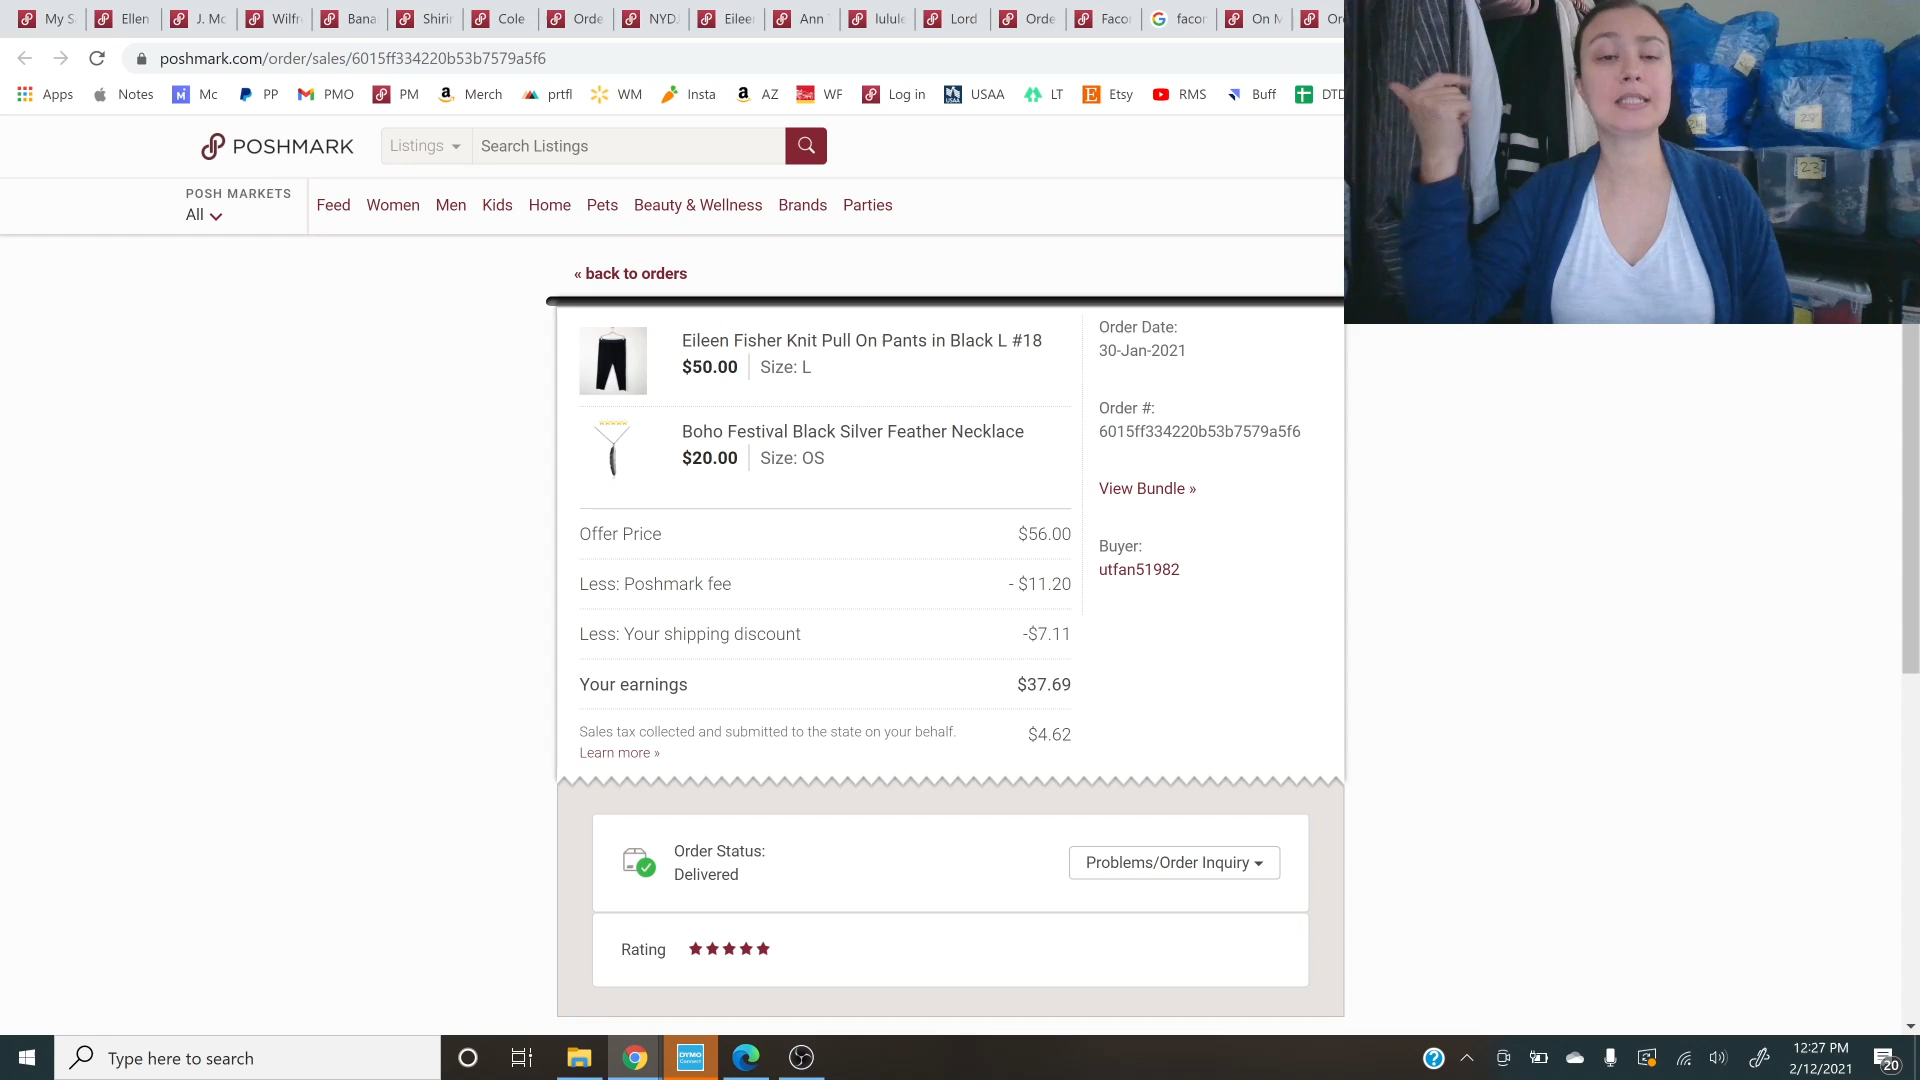 My S
Ellen
J. Mc
Wilfr
Bana
Shirin
Cole
Orde
NYDJ
Eilee
Ann T
lulule
Lord
Orde
Facor
facor
On M
Or
poshmark.com/order/sales/6015ff334220b53b7579a5f6
Apps
Notes
Mc
PP
PMO
PM
Merch
prtfl
WM
Insta
AZ
WF
Log in
USAA
LT
Etsy
RMS
Buff
DTD
POSHMARK
Listings
Search Listings
POSH MARKETS
All
Feed
Women
Men
Kids
Home
Pets
Beauty & Wellness
Brands
Parties
« back to orders
Eileen Fisher Knit Pull On Pants in Black L #18
$50.00 Size: L
Boho Festival Black Silver Feather Necklace
$20.00 Size: OS
Order Date:
30-Jan-2021
Order #:
6015ff334220b53b7579a5f6
View Bundle »
Buyer:
utfan51982
Offer Price $56.00
Less: Poshmark fee - $11.20
Less: Your shipping discount -$7.11
Your earnings $37.69
Sales tax collected and submitted to the state on your behalf. $4.62
Learn more »
Order Status:
Delivered
Problems/Order Inquiry
Rating
23
Type here to search
DYMO
Connect
12:27 PM
2/12/2021
20